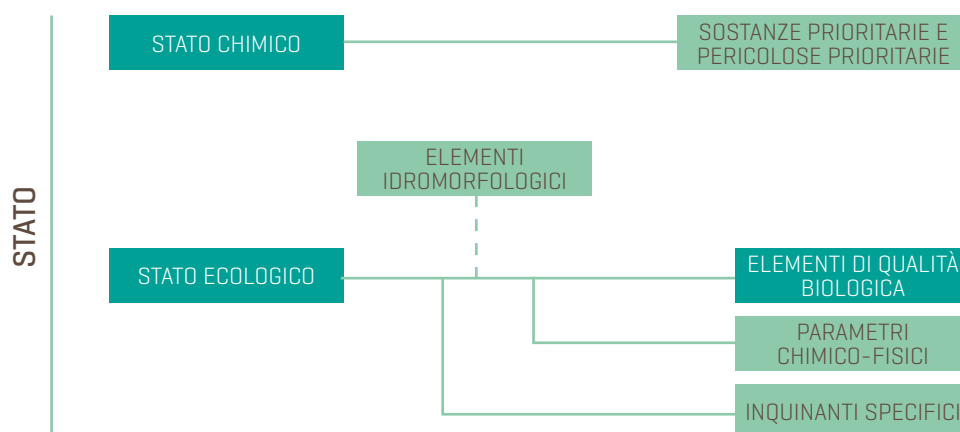 STATO
STATO CHIMICO
SOSTANZE PRIORITARIE E
PERICOLOSE PRIORITARIE
ELEMENTI
IDROMORFOLOGICI
STATO ECOLOGICO
ELEMENTI DI QUALITÀ
BIOLOGICA
PARAMETRI
CHIMICO-FISICI
INQUINANTI SPECIFICI